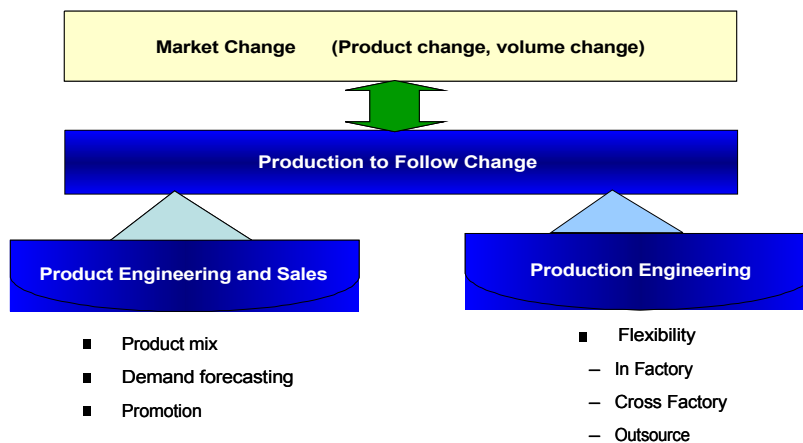 Market Change (Product change, volume change)
Production to Follow Change
Product Engineering and Sales
■ Product mix
■ Demand forecasting
■ Promotion
Production Engineering
■ Flexibility
– In Factory
– Cross Factory
– Outsource